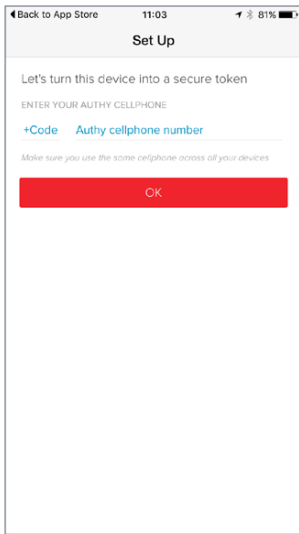 Back to App Store 11:03 81%
Set Up
Let's turn this device into a secure token
ENTER YOUR AUTHY CELLPHONE
+Code Authy cellphone number
Make sure you use the same cellphone across all your devices
OK